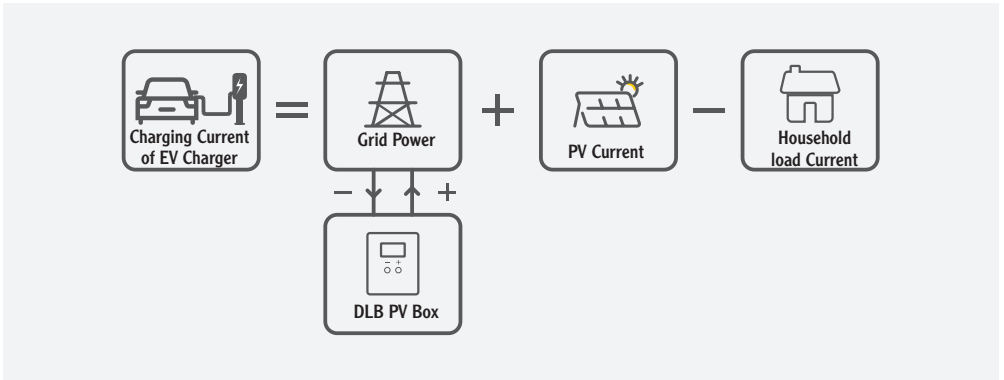 Charging Current
of EV Charger
=
Grid Power
+
PV Current
−
Household
load Current
− +
− +
DLB PV Box